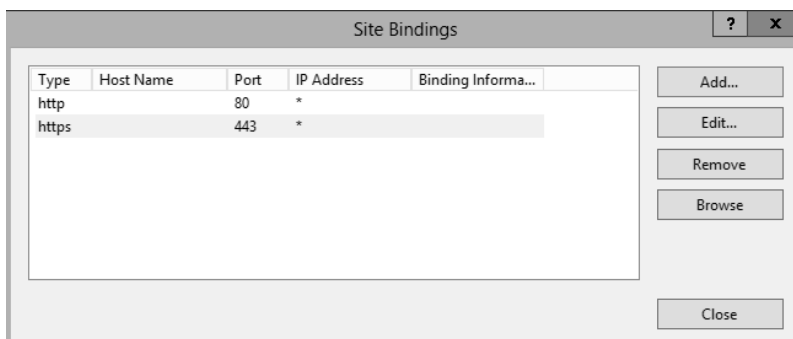 Site Bindings ? x
Type Host Name Port IP Address Binding Informa... Add...
http 80 *
https 443 * Edit...
Remove
Browse
Close